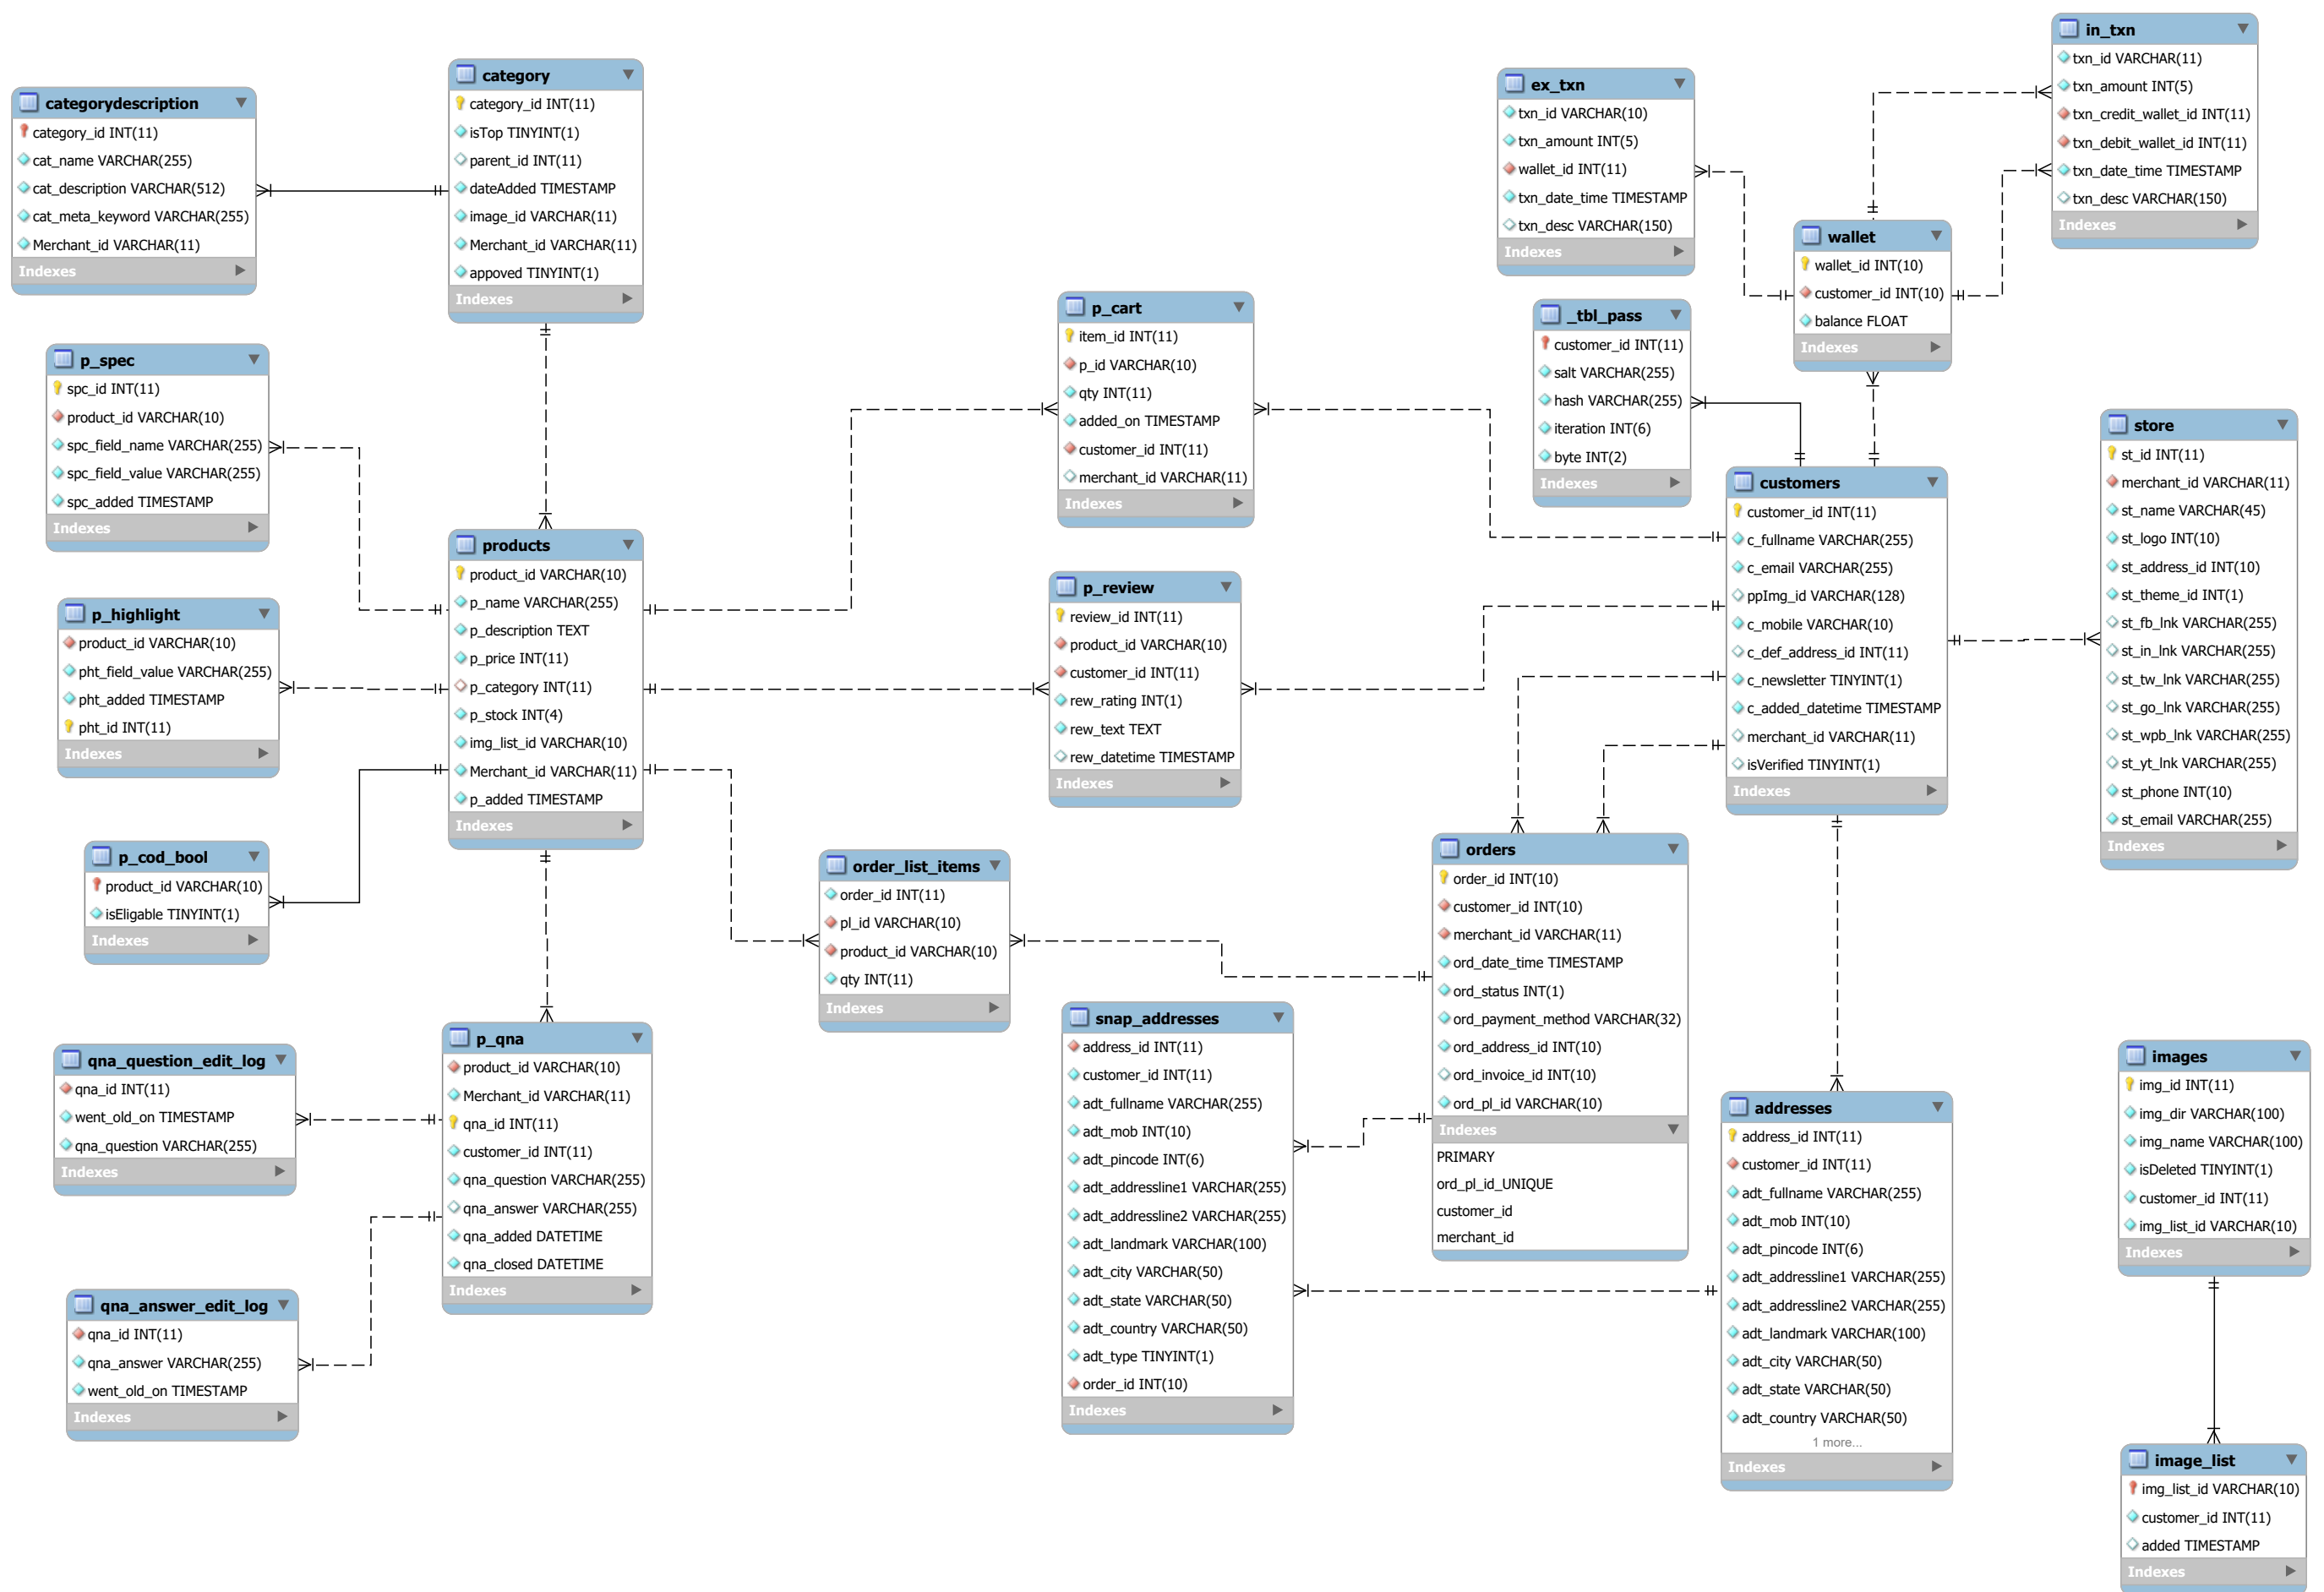 categorydescription
category_id INT(11)
cat_name VARCHAR(255)
cat_description VARCHAR(512)
cat_meta_keyword VARCHAR(255)
Merchant_id VARCHAR(11)
Indexes
category
category_id INT(11)
isTop TINYINT(1)
parent_id INT(11)
dateAdded TIMESTAMP
image_id VARCHAR(11)
Merchant_id VARCHAR(11)
appoved TINYINT(1)
Indexes
ex_txn
txn_id VARCHAR(10)
txn_amount INT(5)
wallet_id INT(11)
txn_date_time TIMESTAMP
txn_desc VARCHAR(150)
Indexes
in_txn
txn_id VARCHAR(11)
txn_amount INT(5)
txn_credit_wallet_id INT(11)
txn_debit_wallet_id INT(11)
txn_date_time TIMESTAMP
txn_desc VARCHAR(150)
Indexes
wallet
wallet_id INT(10)
customer_id INT(10)
balance FLOAT
Indexes
p_spec
spc_id INT(11)
product_id VARCHAR(10)
spc_field_name VARCHAR(255)
spc_field_value VARCHAR(255)
spc_added TIMESTAMP
Indexes
p_cart
item_id INT(11)
p_id VARCHAR(10)
qty INT(11)
added_on TIMESTAMP
customer_id INT(11)
merchant_id VARCHAR(11)
Indexes
_tbl_pass
customer_id INT(11)
salt VARCHAR(255)
hash VARCHAR(255)
iteration INT(6)
byte INT(2)
Indexes
store
st_id INT(11)
merchant_id VARCHAR(11)
st_name VARCHAR(45)
st_logo INT(10)
st_address_id INT(10)
st_theme_id INT(1)
st_fb_lnk VARCHAR(255)
st_in_lnk VARCHAR(255)
st_tw_lnk VARCHAR(255)
st_go_lnk VARCHAR(255)
st_wpb_lnk VARCHAR(255)
st_yt_lnk VARCHAR(255)
st_phone INT(10)
st_email VARCHAR(255)
Indexes
customers
customer_id INT(11)
c_fullname VARCHAR(255)
c_email VARCHAR(255)
ppImg_id VARCHAR(128)
c_mobile VARCHAR(10)
c_def_address_id INT(11)
c_newsletter TINYINT(1)
c_added_datetime TIMESTAMP
merchant_id VARCHAR(11)
isVerified TINYINT(1)
Indexes
products
product_id VARCHAR(10)
p_name VARCHAR(255)
p_description TEXT
p_price INT(11)
p_category INT(11)
p_stock INT(4)
img_list_id VARCHAR(10)
Merchant_id VARCHAR(11)
p_added TIMESTAMP
Indexes
p_highlight
product_id VARCHAR(10)
pht_field_value VARCHAR(255)
pht_added TIMESTAMP
pht_id INT(11)
Indexes
p_review
review_id INT(11)
product_id VARCHAR(10)
customer_id INT(11)
rew_rating INT(1)
rew_text TEXT
rew_datetime TIMESTAMP
Indexes
p_cod_bool
product_id VARCHAR(10)
isEligable TINYINT(1)
Indexes
order_list_items
order_id INT(11)
pl_id VARCHAR(10)
product_id VARCHAR(10)
qty INT(11)
Indexes
orders
order_id INT(10)
customer_id INT(10)
merchant_id VARCHAR(11)
ord_date_time TIMESTAMP
ord_status INT(1)
ord_payment_method VARCHAR(32)
ord_address_id INT(10)
ord_invoice_id INT(10)
ord_pl_id VARCHAR(10)
Indexes
PRIMARY
ord_pl_id_UNIQUE
customer_id
merchant_id
snap_addresses
address_id INT(11)
customer_id INT(11)
adt_fullname VARCHAR(255)
adt_mob INT(10)
adt_pincode INT(6)
adt_addressline1 VARCHAR(255)
adt_addressline2 VARCHAR(255)
adt_landmark VARCHAR(100)
adt_city VARCHAR(50)
adt_state VARCHAR(50)
adt_country VARCHAR(50)
adt_type TINYINT(1)
order_id INT(10)
Indexes
qna_question_edit_log
qna_id INT(11)
went_old_on TIMESTAMP
qna_question VARCHAR(255)
Indexes
p_qna
product_id VARCHAR(10)
Merchant_id VARCHAR(11)
qna_id INT(11)
customer_id INT(11)
qna_question VARCHAR(255)
qna_answer VARCHAR(255)
qna_added DATETIME
qna_closed DATETIME
Indexes
qna_answer_edit_log
qna_id INT(11)
qna_answer VARCHAR(255)
went_old_on TIMESTAMP
Indexes
addresses
address_id INT(11)
customer_id INT(11)
adt_fullname VARCHAR(255)
adt_mob INT(10)
adt_pincode INT(6)
adt_addressline1 VARCHAR(255)
adt_addressline2 VARCHAR(255)
adt_landmark VARCHAR(100)
adt_city VARCHAR(50)
adt_state VARCHAR(50)
adt_country VARCHAR(50)
1 more...
Indexes
images
img_id INT(11)
img_dir VARCHAR(100)
img_name VARCHAR(100)
isDeleted TINYINT(1)
customer_id INT(11)
img_list_id VARCHAR(10)
Indexes
image_list
img_list_id VARCHAR(10)
customer_id INT(11)
added TIMESTAMP
Indexes